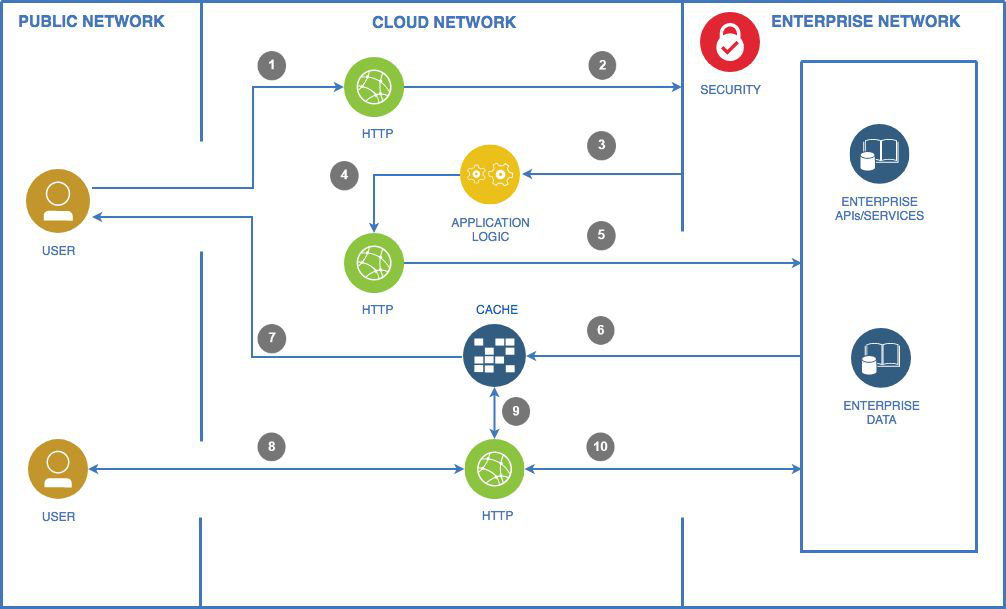 PUBLIC NETWORK
CLOUD NETWORK
ENTERPRISE NETWORK
1
2
SECURITY
HTTP
3
4
ENTERPRISE
APIs/SERVICES
APPLICATION
LOGIC
USER
5
HTTP
CACHE
6
7
ENTERPRISE
DATA
9
8
10
USER
HTTP